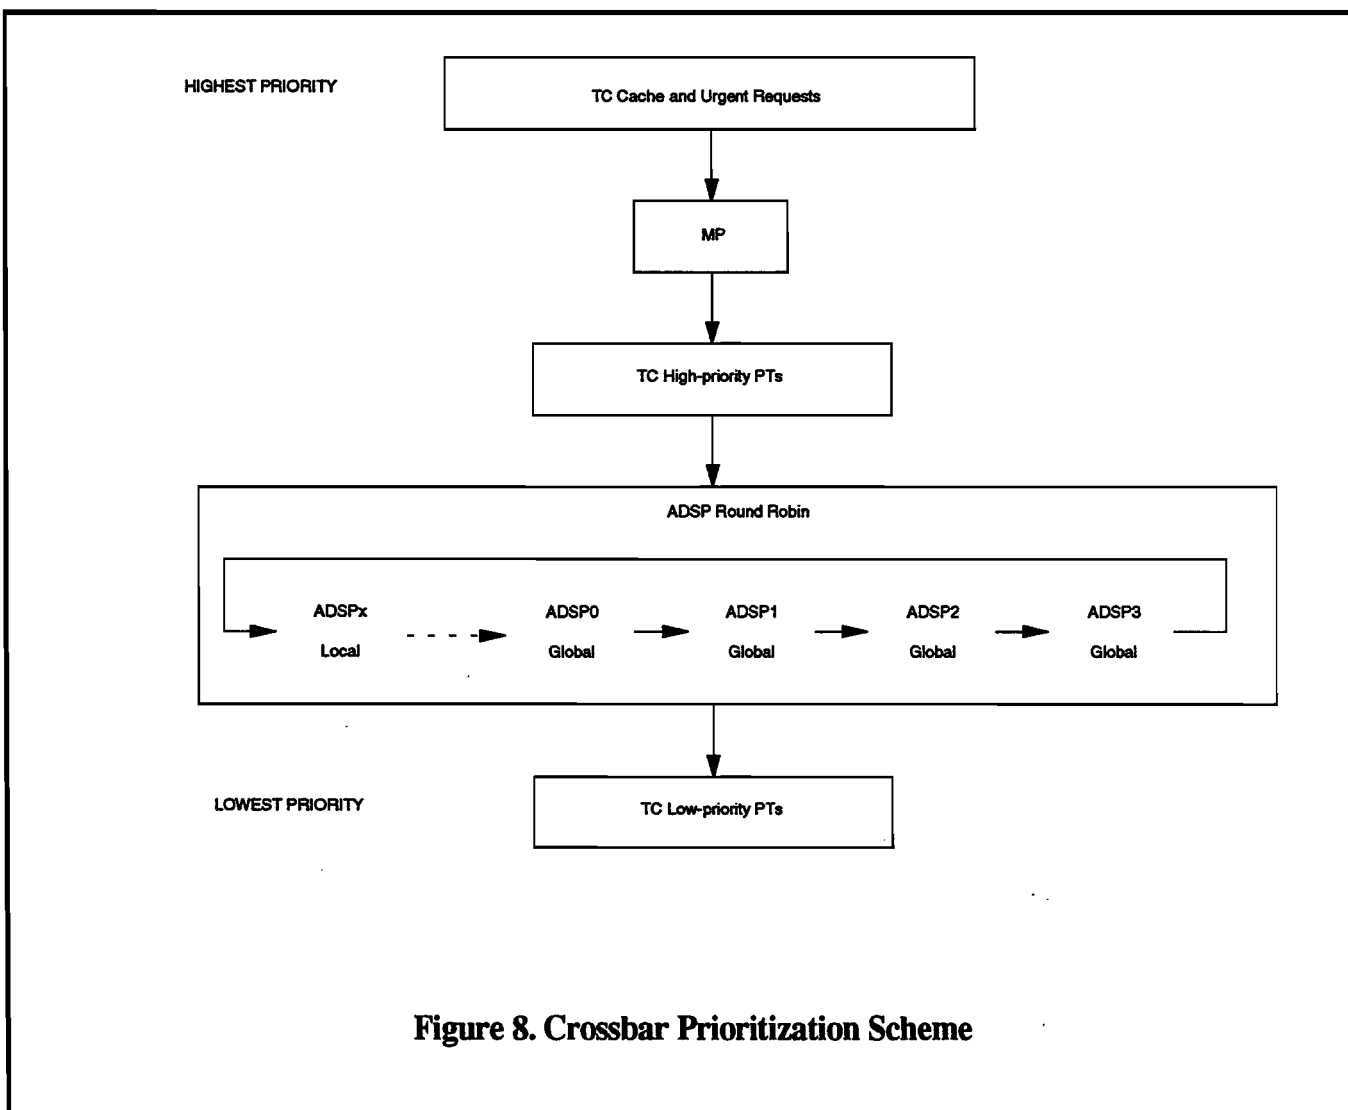 HIGHEST PRIORITY
TC Cache and Urgent Requests
MP
TC High-priority PTs
ADSP Round Robin
ADSPx
Local
ADSP0
Global
ADSP1
Global
ADSP2
Global
ADSP3
Global
LOWEST PRIORITY
TC Low-priority PTs
Figure 8. Crossbar Prioritization Scheme